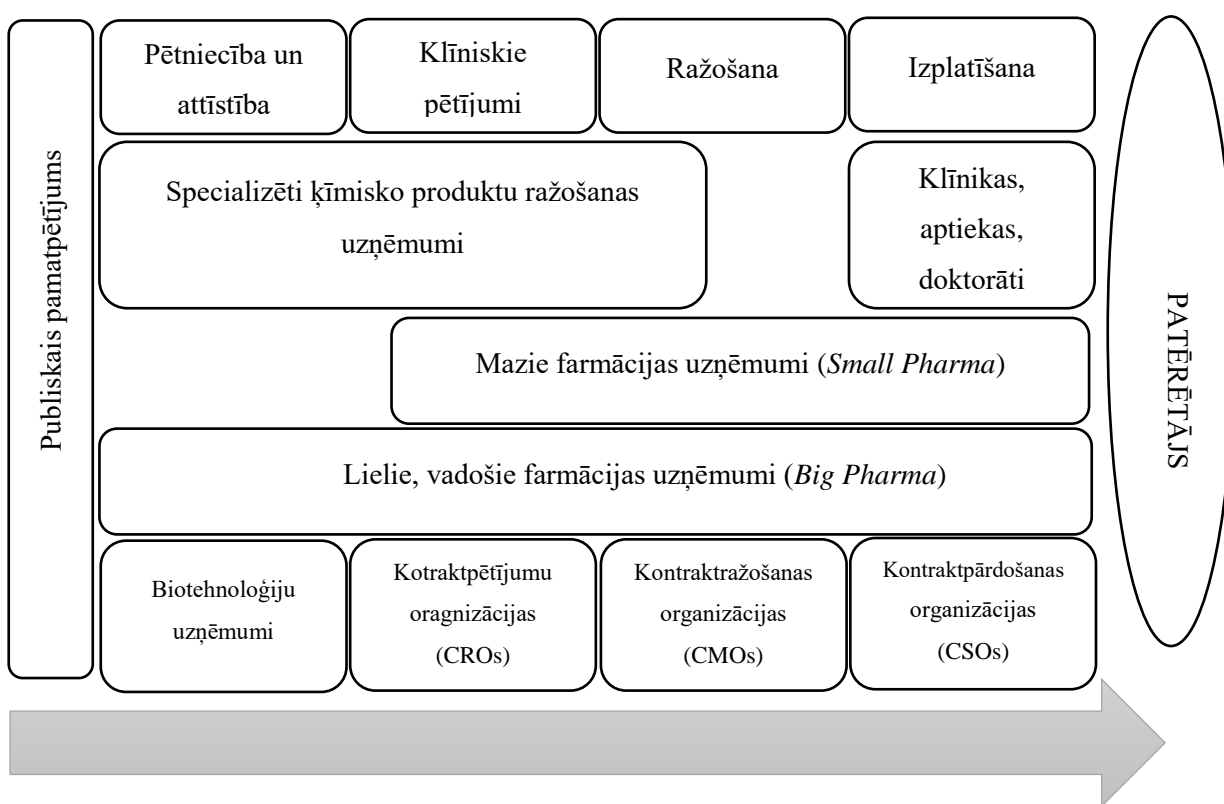 Publiskais pamatpētījums
Pētniecība un
attīstība
Klīniskie
pētījumi
Ražošana
Izplatīšana
Specializēti ķīmisko produktu ražošanas
uzņēmumi
Klīnikas,
aptiekas,
doktorāti
Mazie farmācijas uzņēmumi (Small Pharma)
Lielie, vadošie farmācijas uzņēmumi (Big Pharma)
Biotehnoloģiju
uzņēmumi
Kotraktpētījumu
oragnizācijas
(CROs)
Kontraktražošanas
organizācijas
(CMOs)
Kontraktpārdošanas
organizācijas
(CSOs)
PATĒRĒTĀJS